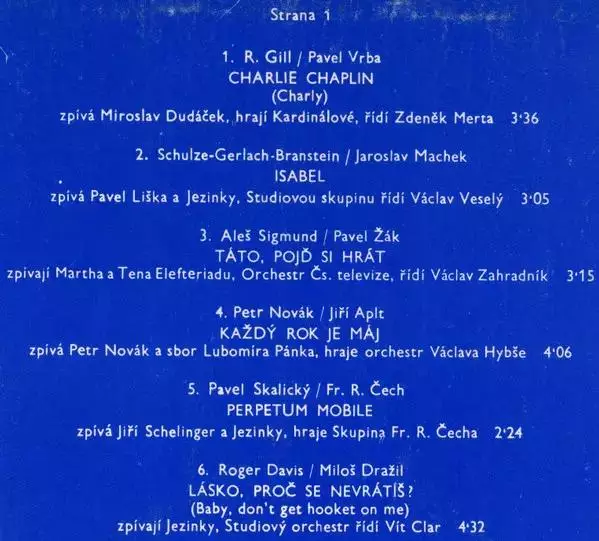 Strana 1
1. R. Gill / Pavel Vrba
CHARLIE CHAPLIN
(Charly)
zpívá Miroslav Dudáček, hrají Kardinálové, řídí Zdeněk Merta 3'36
2. Schulze-Gerlach-Branstein / Jaroslav Machek
ISABEL
zpívá Pavel Liška a Jezinky, Studiovou skupinu řídí Václav Veselý 3'05
3. Aleš Sigmund / Pavel Žák
TÁTO, POJĎ SI HRÁT
zpívají Martha a Tena Elefteriadu, Orchestr Čs. televize, řídí Václav Zahradník 3'15
4. Petr Novák / Jiří Aplt
KAŽDÝ ROK JE MÁJ
zpívá Petr Novák a sbor Lubomíra Pánka, hraje orchestr Václava Hybše 4'06
5. Pavel Skalický / Fr. R. Čech
PERPETUM MOBILE
zpívá Jiří Schelinger a Jezinky, hraje Skupina Fr. R. Čecha 2'24
6. Roger Davis / Miloš Dražil
LÁSKO, PROČ SE NEVRÁTÍŠ?
(Baby, don't get hooket on me)
zpívají Jezinky, Studiový orchestr řídí Vít Clar 4'32